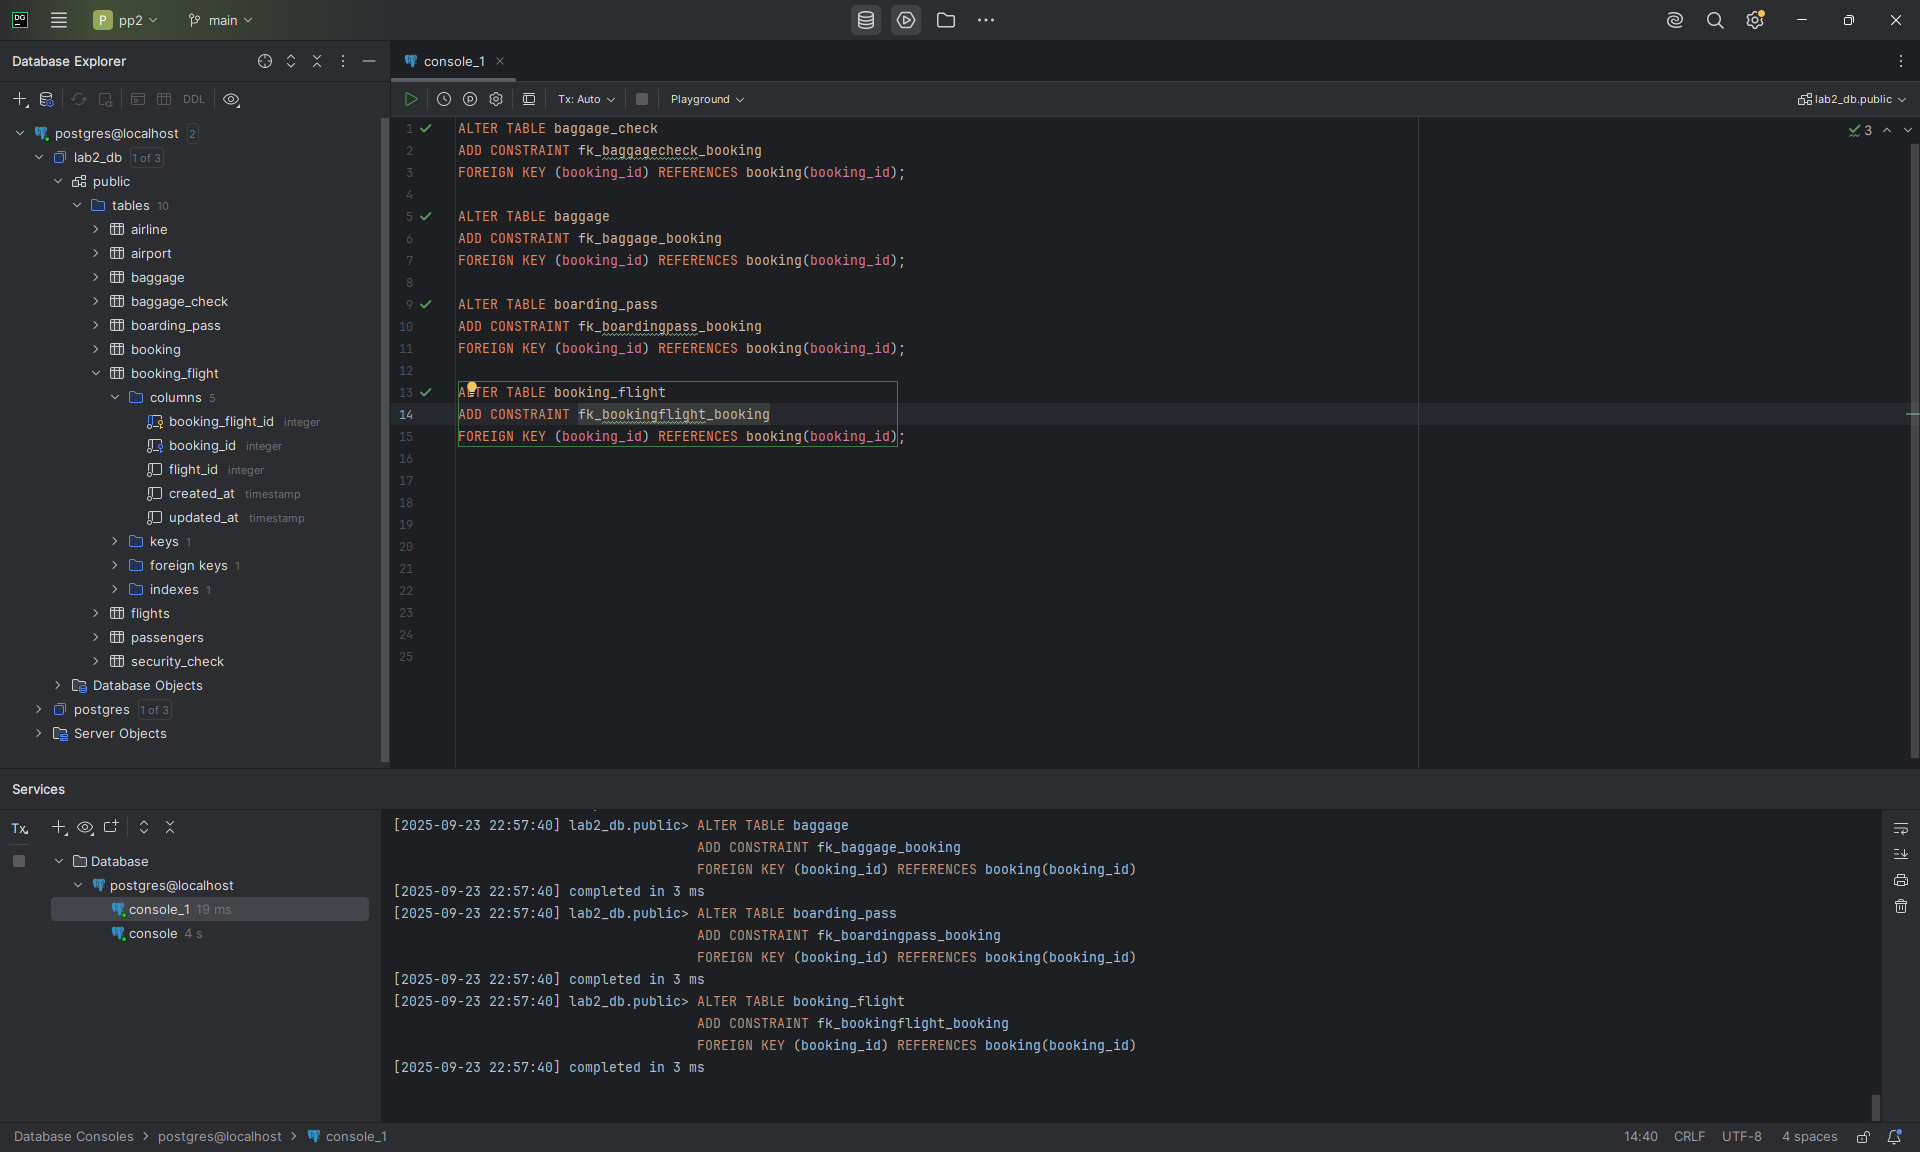 DG
P pp2
main
Database Explorer
console_1
DDL
Tx: Auto
Playground
lab2_db.public
postgres@localhost 2
lab2_db 1 of 3
public
tables 10
airline
airport
baggage
baggage_check
boarding_pass
booking
booking_flight
columns 5
booking_flight_id integer
booking_id integer
flight_id integer
created_at timestamp
updated_at timestamp
keys 1
foreign keys 1
indexes 1
flights
passengers
security_check
Database Objects
postgres 1 of 3
Server Objects
3
1 ALTER TABLE baggage_check
2 ADD CONSTRAINT fk_baggagecheck_booking
3 FOREIGN KEY (booking_id) REFERENCES booking(booking_id);
4
5 ALTER TABLE baggage
6 ADD CONSTRAINT fk_baggage_booking
7 FOREIGN KEY (booking_id) REFERENCES booking(booking_id);
8
9 ALTER TABLE boarding_pass
10 ADD CONSTRAINT fk_boardingpass_booking
11 FOREIGN KEY (booking_id) REFERENCES booking(booking_id);
12
13 ALTER TABLE booking_flight
14 ADD CONSTRAINT fk_bookingflight_booking
15 FOREIGN KEY (booking_id) REFERENCES booking(booking_id);
16
17
18
19
20
21
22
23
24
25
Services
Tx
Database
postgres@localhost
console_1 19 ms
console 4 s
[2025-09-23 22:57:40] lab2_db.public> ALTER TABLE baggage
ADD CONSTRAINT fk_baggage_booking
FOREIGN KEY (booking_id) REFERENCES booking(booking_id)
[2025-09-23 22:57:40] completed in 3 ms
[2025-09-23 22:57:40] lab2_db.public> ALTER TABLE boarding_pass
ADD CONSTRAINT fk_boardingpass_booking
FOREIGN KEY (booking_id) REFERENCES booking(booking_id)
[2025-09-23 22:57:40] completed in 3 ms
[2025-09-23 22:57:40] lab2_db.public> ALTER TABLE booking_flight
ADD CONSTRAINT fk_bookingflight_booking
FOREIGN KEY (booking_id) REFERENCES booking(booking_id)
[2025-09-23 22:57:40] completed in 3 ms
Database Consoles > postgres@localhost > console_1
14:40 CRLF UTF-8 4 spaces